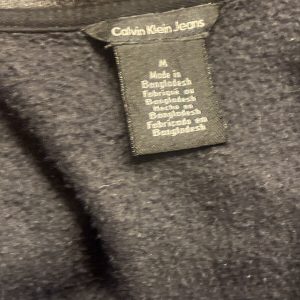 Calvin Klein Jeans
M
Made in
Bangladesh
Fabriqué au
Bangladesh
Hecho en
Bangladesh
Fabricado em
Bangladesh